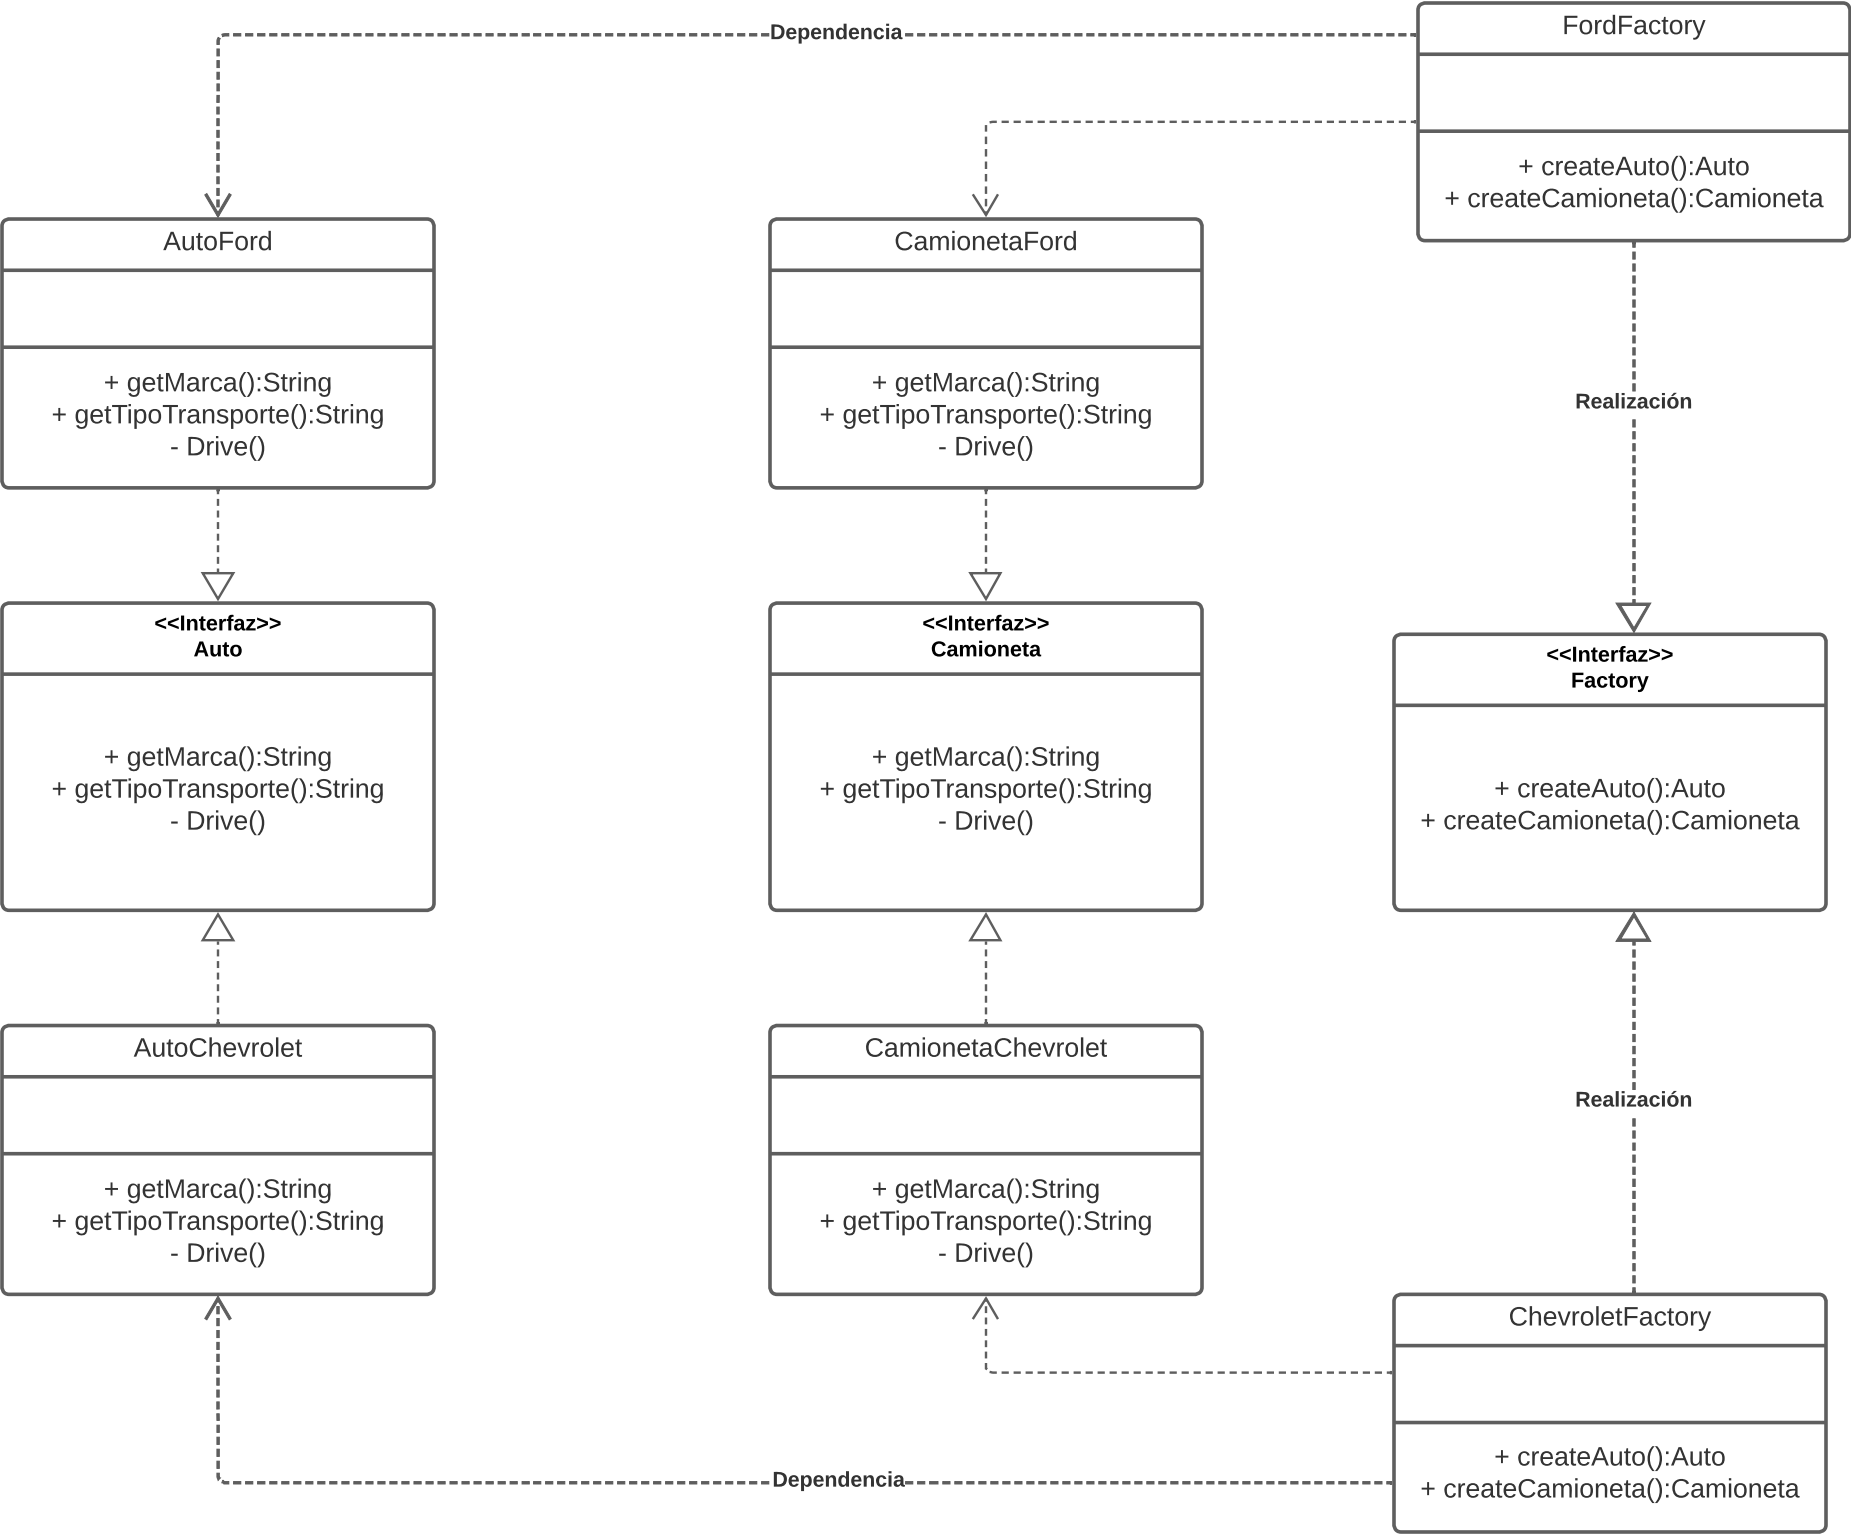 Dependencia
FordFactory
+ createAuto():Auto
+ createCamioneta():Camioneta
AutoFord
+ getMarca():String
+ getTipoTransporte():String
- Drive()
CamionetaFord
+ getMarca():String
+ getTipoTransporte():String
- Drive()
Realización
<<Interfaz>>
Auto
+ getMarca():String
+ getTipoTransporte():String
- Drive()
<<Interfaz>>
Camioneta
+ getMarca():String
+ getTipoTransporte():String
- Drive()
<<Interfaz>>
Factory
+ createAuto():Auto
+ createCamioneta():Camioneta
AutoChevrolet
+ getMarca():String
+ getTipoTransporte():String
- Drive()
CamionetaChevrolet
+ getMarca():String
+ getTipoTransporte():String
- Drive()
Realización
ChevroletFactory
+ createAuto():Auto
+ createCamioneta():Camioneta
Dependencia